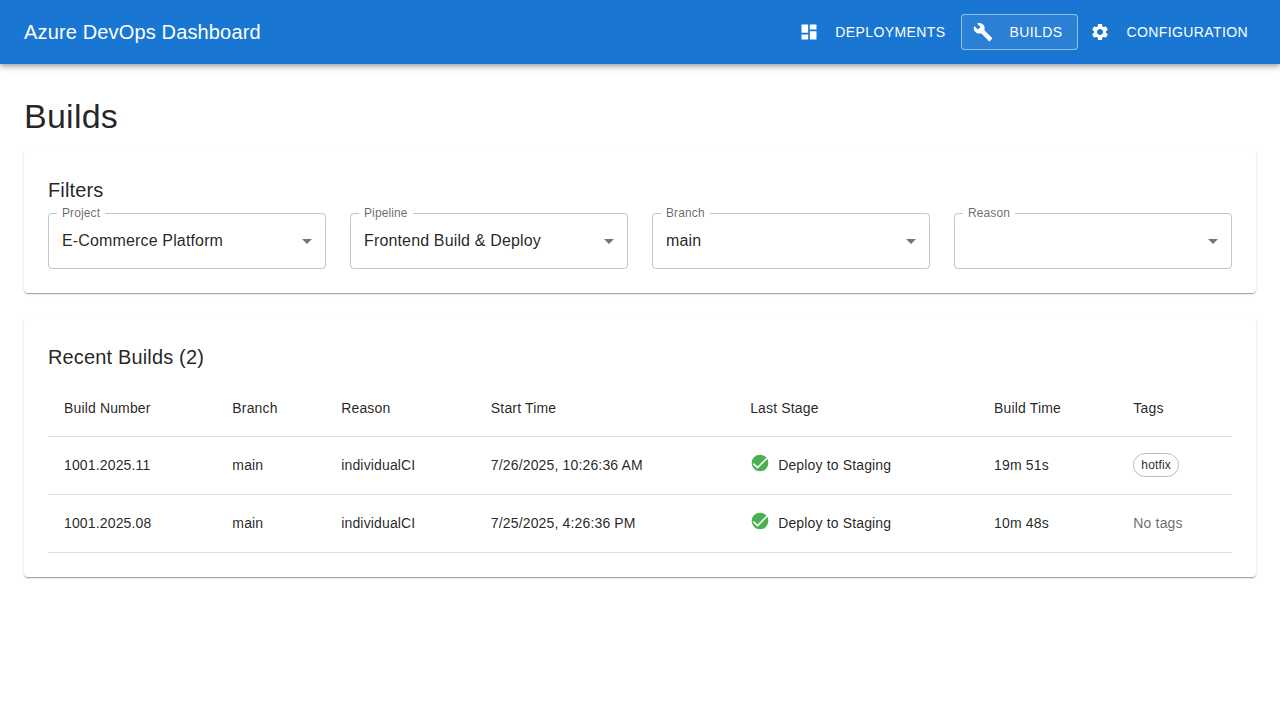 Azure DevOps Dashboard
DEPLOYMENTS BUILDS CONFIGURATION
Builds
Filters
Project Pipeline Branch Reason
E-Commerce Platform Frontend Build & Deploy main
Recent Builds (2)
Build Number Branch Reason Start Time Last Stage Build Time Tags
1001.2025.11 main individualCI 7/26/2025, 10:26:36 AM Deploy to Staging 19m 51s hotfix
1001.2025.08 main individualCI 7/25/2025, 4:26:36 PM Deploy to Staging 10m 48s No tags